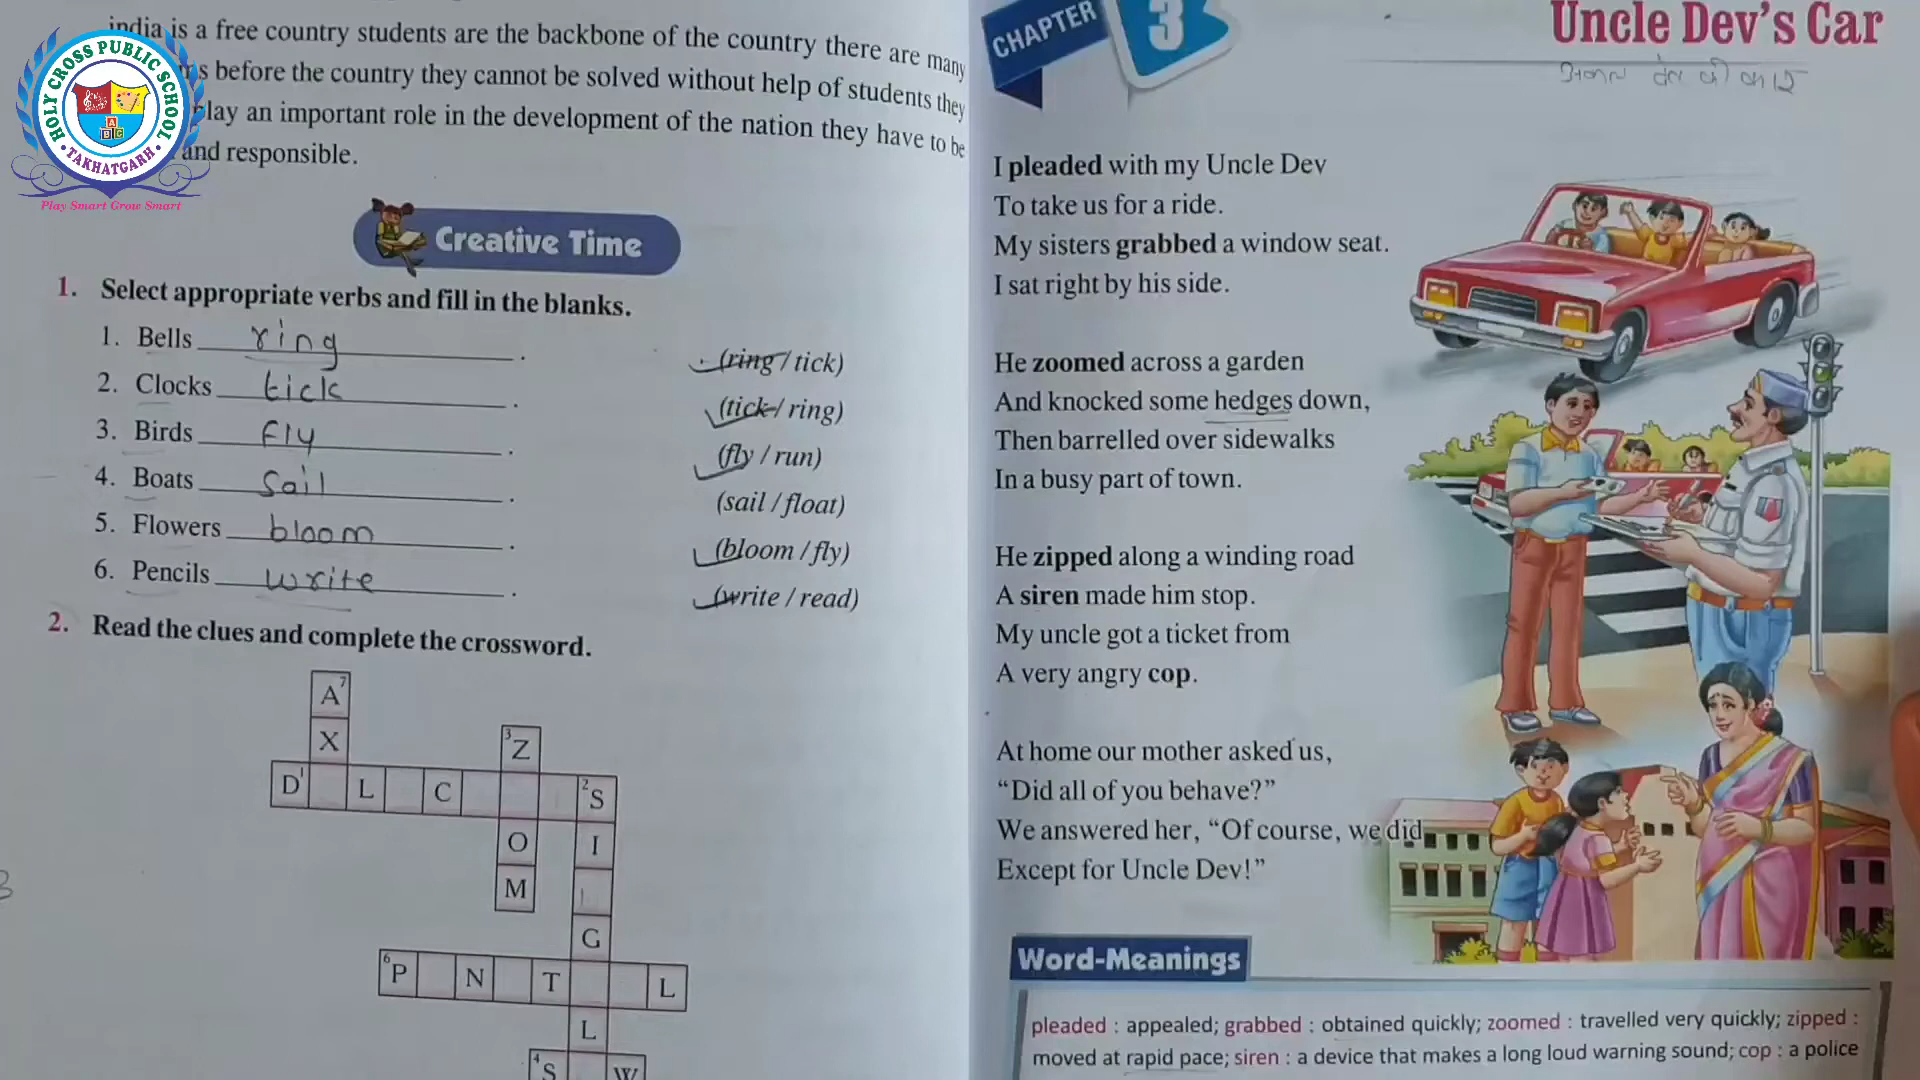 HOLY CROSS PUBLIC SCHOOL
TAKHATGARH
A
B C
Play Smart Grow Smart
india is a free country students are the backbone of the country there are many
before the country they cannot be solved without help of students they
play an important role in the development of the nation they have to be
and responsible.
Creative Time
1. Select appropriate verbs and fill in the blanks.
1. Bells ring . (ring / tick)
2. Clocks tick . (tick / ring)
3. Birds fly . (fly / run)
4. Boats sail . (sail / float)
5. Flowers bloom . (bloom / fly)
6. Pencils write . (write / read)
2. Read the clues and complete the crossword.
A 7
X
3 Z
D 1 L C 2 S
O I
M
G
6 P N T L
L
4 S W
CHAPTER 3
Uncle Dev's Car
अंकल देव की कार
I pleaded with my Uncle Dev
To take us for a ride.
My sisters grabbed a window seat.
I sat right by his side.
He zoomed across a garden
And knocked some hedges down,
Then barrelled over sidewalks
In a busy part of town.
He zipped along a winding road
A siren made him stop.
My uncle got a ticket from
A very angry cop.
At home our mother asked us,
“Did all of you behave?”
We answered her, “Of course, we did
Except for Uncle Dev!”
Word-Meanings
pleaded : appealed; grabbed : obtained quickly; zoomed : travelled very quickly; zipped :
moved at rapid pace; siren : a device that makes a long loud warning sound; cop : a police